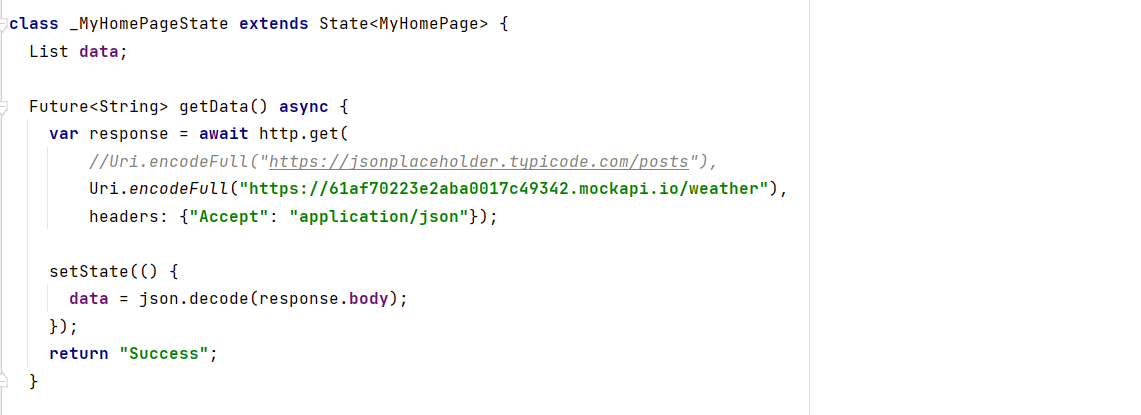 class _MyHomePageState extends State<MyHomePage> {
  List data;

  Future<String> getData() async {
    var response = await http.get(
        //Uri.encodeFull("https://jsonplaceholder.typicode.com/posts"),
        Uri.encodeFull("https://61af70223e2aba0017c49342.mockapi.io/weather"),
        headers: {"Accept": "application/json"});

    setState(() {
      data = json.decode(response.body);
    });
    return "Success";
  }